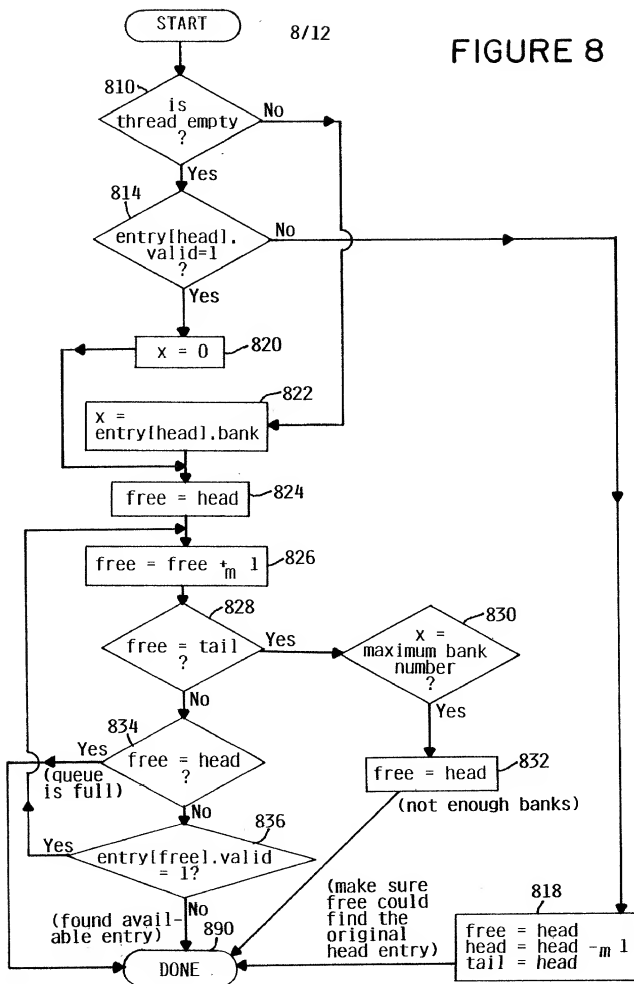 START
8/12
FIGURE 8
810
is
thread empty
?
No
Yes
814
entry[head].
valid=1
?
No
Yes
x = 0
820
822
x =
entry[head].bank
free = head
824
free = free +m 1
826
828
free = tail
?
Yes
No
830
x =
maximum bank
number
?
Yes
834
free = head
?
Yes
(queue
is full)
No
free = head
832
(not enough banks)
836
entry[free].valid
= 1?
Yes
No
(found avail-
able entry)
890
DONE
(make sure
free could
find the
original
head entry)
818
free = head
head = head -m 1
tail = head